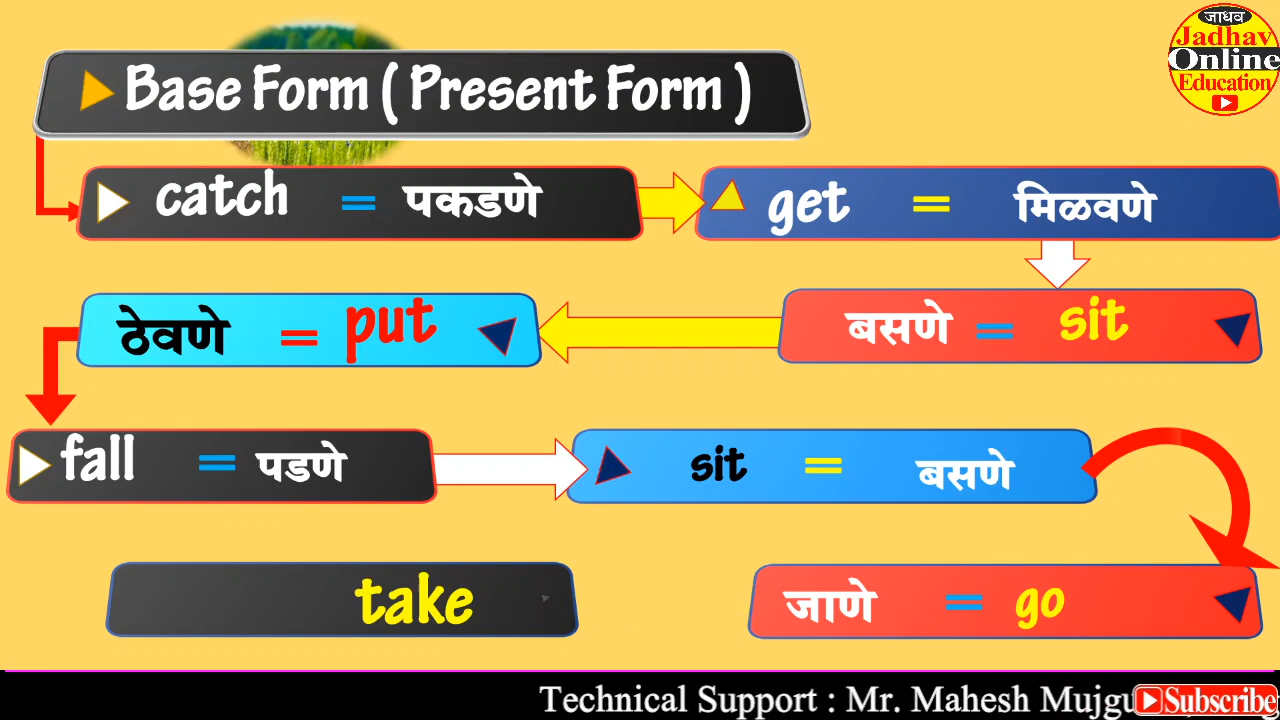 जाधव
Jadhav
Online
Education
Base Form ( Present Form )
catch = पकडणे
get = मिळवणे
बसणे = sit
ठेवणे = put
fall = पडणे
sit = बसणे
जाणे = go
take
Technical Support : Mr. Mahesh
Subscribe